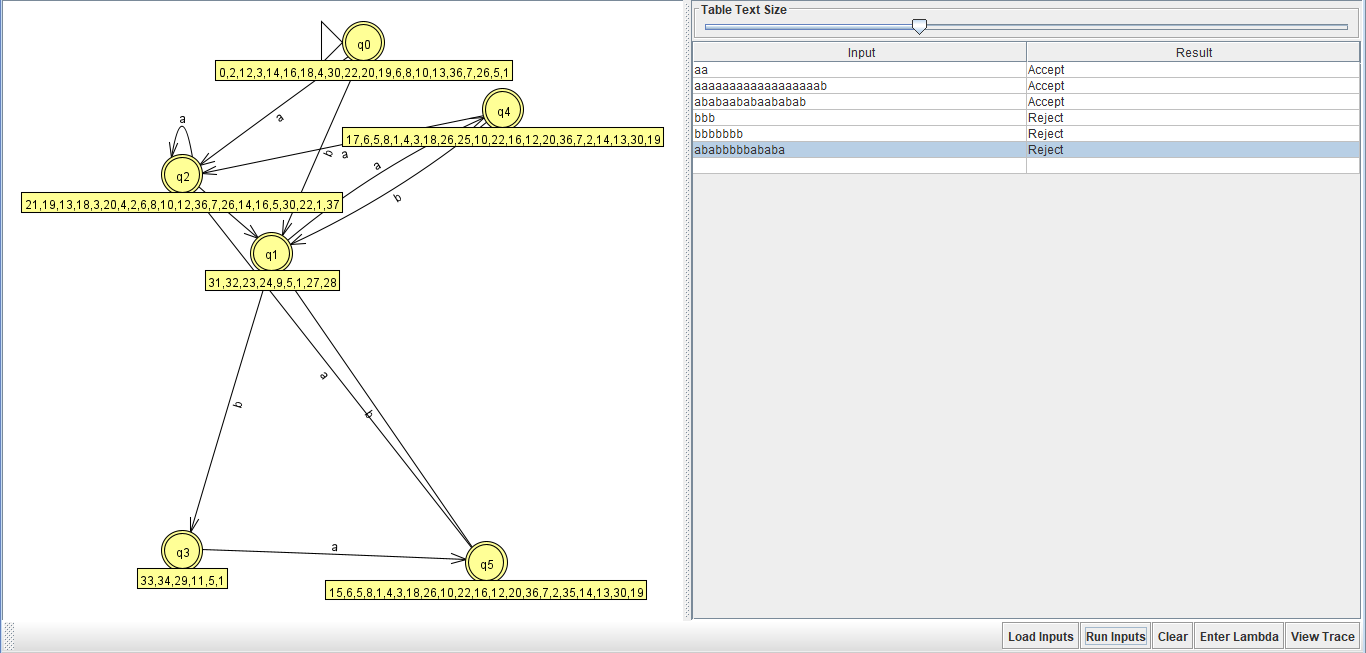 q0
0,2,12,3,14,16,18,4,30,22,20,19,6,8,10,13,36,7,26,5,1
q4
17,6,5,8,1,4,3,18,26,25,10,22,16,12,20,36,7,2,14,13,30,19
a
a
b
a
a
b
q2
21,19,13,18,3,20,4,2,6,8,10,12,36,7,26,14,16,5,30,22,1,37
q1
31,32,23,24,9,5,1,27,28
a
b
b
q3
33,34,29,11,5,1
a
q5
15,6,5,8,1,4,3,18,26,10,22,16,12,20,36,7,2,35,14,13,30,19
Table Text Size
Input Result
aa Accept
aaaaaaaaaaaaaaaaaab Accept
ababaababaababab Accept
bbb Reject
bbbbbbb Reject
ababbbbbababa Reject
Load Inputs Run Inputs Clear Enter Lambda View Trace